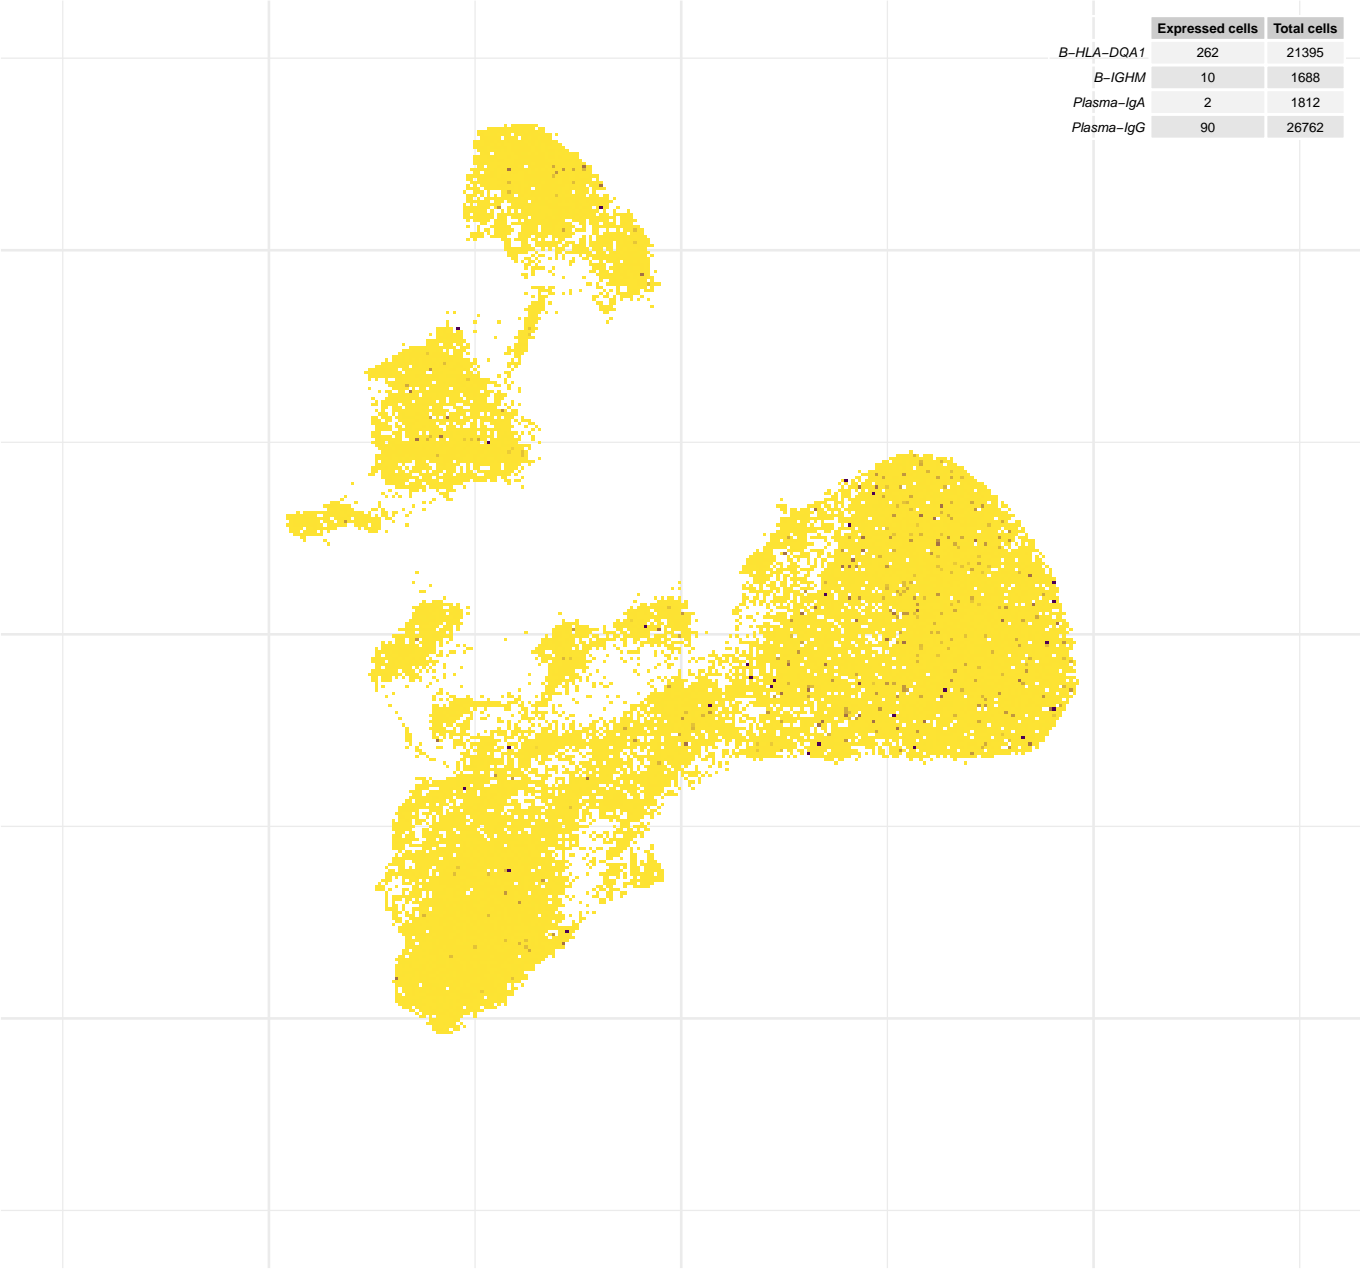 Expressed cells Total cells
B−HLA−DQA1 262 21395
B−IGHM 10 1688
Plasma−IgA 2 1812
Plasma−IgG 90 26762